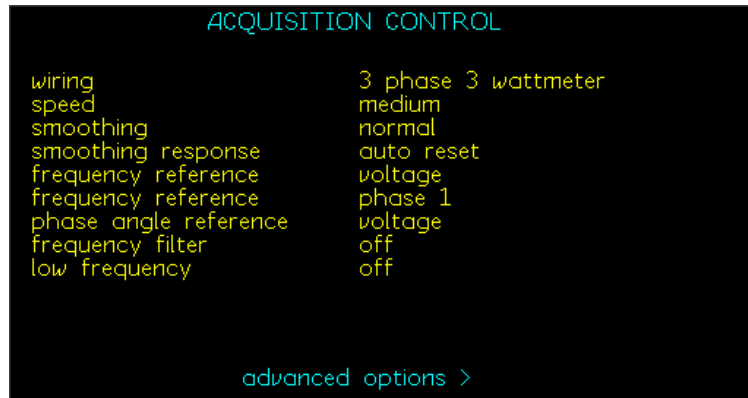 ACQUISITION CONTROL
wiring 3 phase 3 wattmeter
speed medium
smoothing normal
smoothing response auto reset
frequency reference voltage
frequency reference phase 1
phase angle reference voltage
frequency filter off
low frequency off
advanced options >